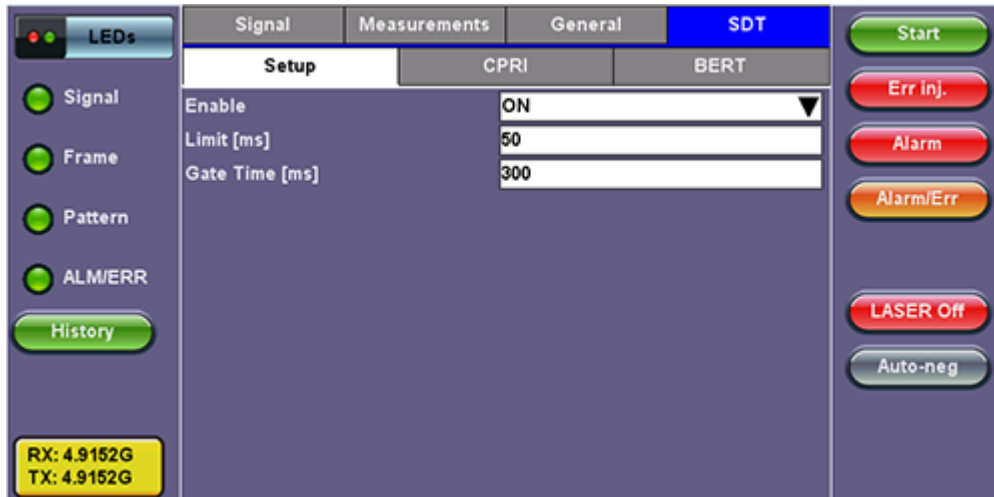 LEDs
Signal
Frame
Pattern
ALM/ERR
History
RX: 4.9152G
TX: 4.9152G
Signal Measurements General SDT
Setup CPRI BERT
Enable ON
Limit [ms] 50
Gate Time [ms] 300
Start
Err inj.
Alarm
Alarm/Err
LASER Off
Auto-neg